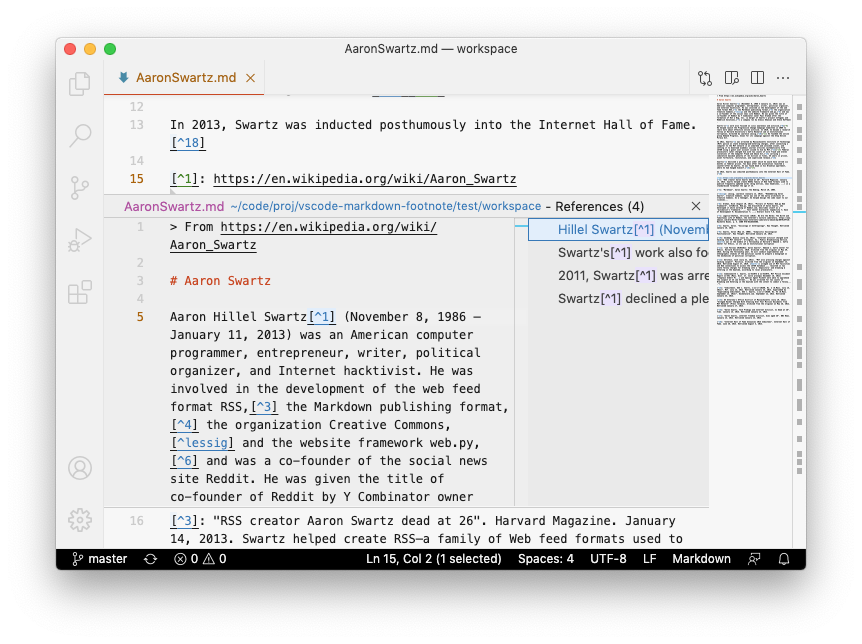 AaronSwartz.md — workspace
AaronSwartz.md
12
13 In 2013, Swartz was inducted posthumously into the Internet Hall of Fame.
[^18]
14
15 [^1]: https://en.wikipedia.org/wiki/Aaron_Swartz
AaronSwartz.md ~/code/proj/vscode-markdown-footnote/test/workspace - References (4)
1 > From https://en.wikipedia.org/wiki/
Aaron_Swartz
2
3 # Aaron Swartz
4
5 Aaron Hillel Swartz[^1] (November 8, 1986 –
January 11, 2013) was an American computer
programmer, entrepreneur, writer, political
organizer, and Internet hacktivist. He was
involved in the development of the web feed
format RSS,[^3] the Markdown publishing format,
[^4] the organization Creative Commons,
[^lessig] and the website framework web.py,
[^6] and was a co-founder of the social news
site Reddit. He was given the title of
co-founder of Reddit by Y Combinator owner
Hillel Swartz[^1] (Novem
Swartz's[^1] work also fo
2011, Swartz[^1] was arre
Swartz[^1] declined a ple
16 [^3]: "RSS creator Aaron Swartz dead at 26". Harvard Magazine. January
14, 2013. Swartz helped create RSS—a family of Web feed formats used to
master 0 0 Ln 15, Col 2 (1 selected) Spaces: 4 UTF-8 LF Markdown